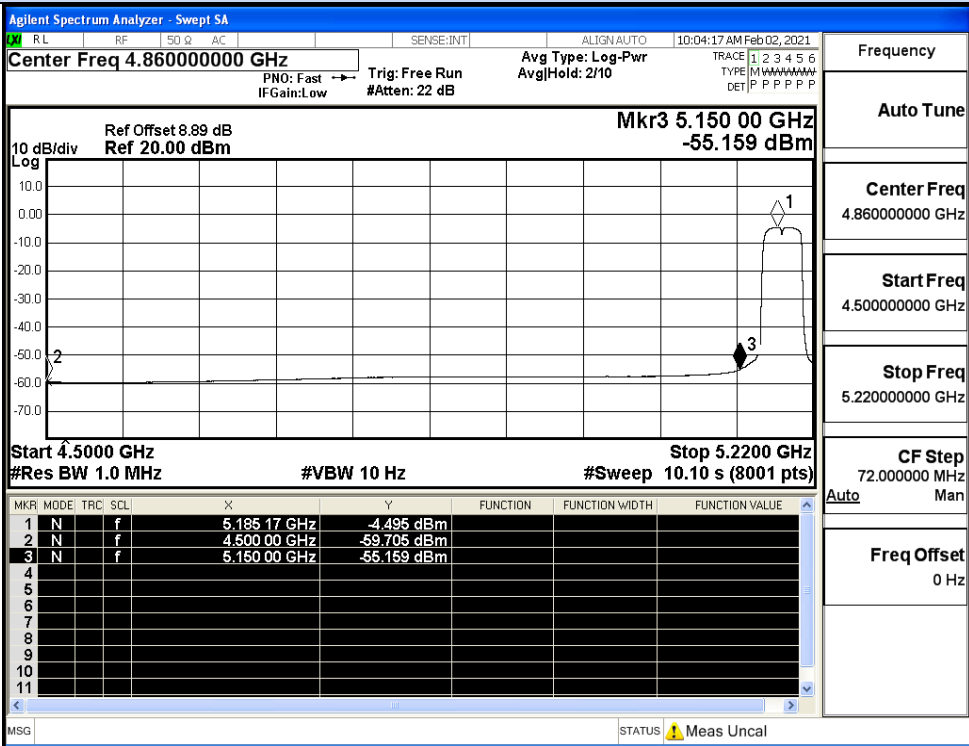 Agilent Spectrum Analyzer - Swept SA
LXI RL RF 50 Ω AC SENSE:INT ALIGN AUTO 10:04:17 AM Feb 02, 2021
Center Freq 4.860000000 GHz
PNO: Fast
IFGain:Low
Trig: Free Run
#Atten: 22 dB
Avg Type: Log-Pwr
Avg|Hold: 2/10
TRACE 1 2 3 4 5 6
TYPE M WWWWW
DET P P P P P P
Mkr3 5.150 00 GHz
-55.159 dBm
Ref Offset 8.89 dB
10 dB/div Ref 20.00 dBm
Log
10.0
0.00
-10.0
-20.0
-30.0
-40.0
-50.0
-60.0
-70.0
1
2
3
Start 4.5000 GHz Stop 5.2200 GHz
#Res BW 1.0 MHz #VBW 10 Hz #Sweep 10.10 s (8001 pts)
MKR MODE TRC SCL X Y FUNCTION FUNCTION WIDTH FUNCTION VALUE
1 N f 5.185 17 GHz -4.495 dBm
2 N f 4.500 00 GHz -59.705 dBm
3 N f 5.150 00 GHz -55.159 dBm
4
5
6
7
8
9
10
11
MSG STATUS Meas Uncal
Frequency
Auto Tune
Center Freq
4.860000000 GHz
Start Freq
4.500000000 GHz
Stop Freq
5.220000000 GHz
CF Step
72.000000 MHz
Auto Man
Freq Offset
0 Hz